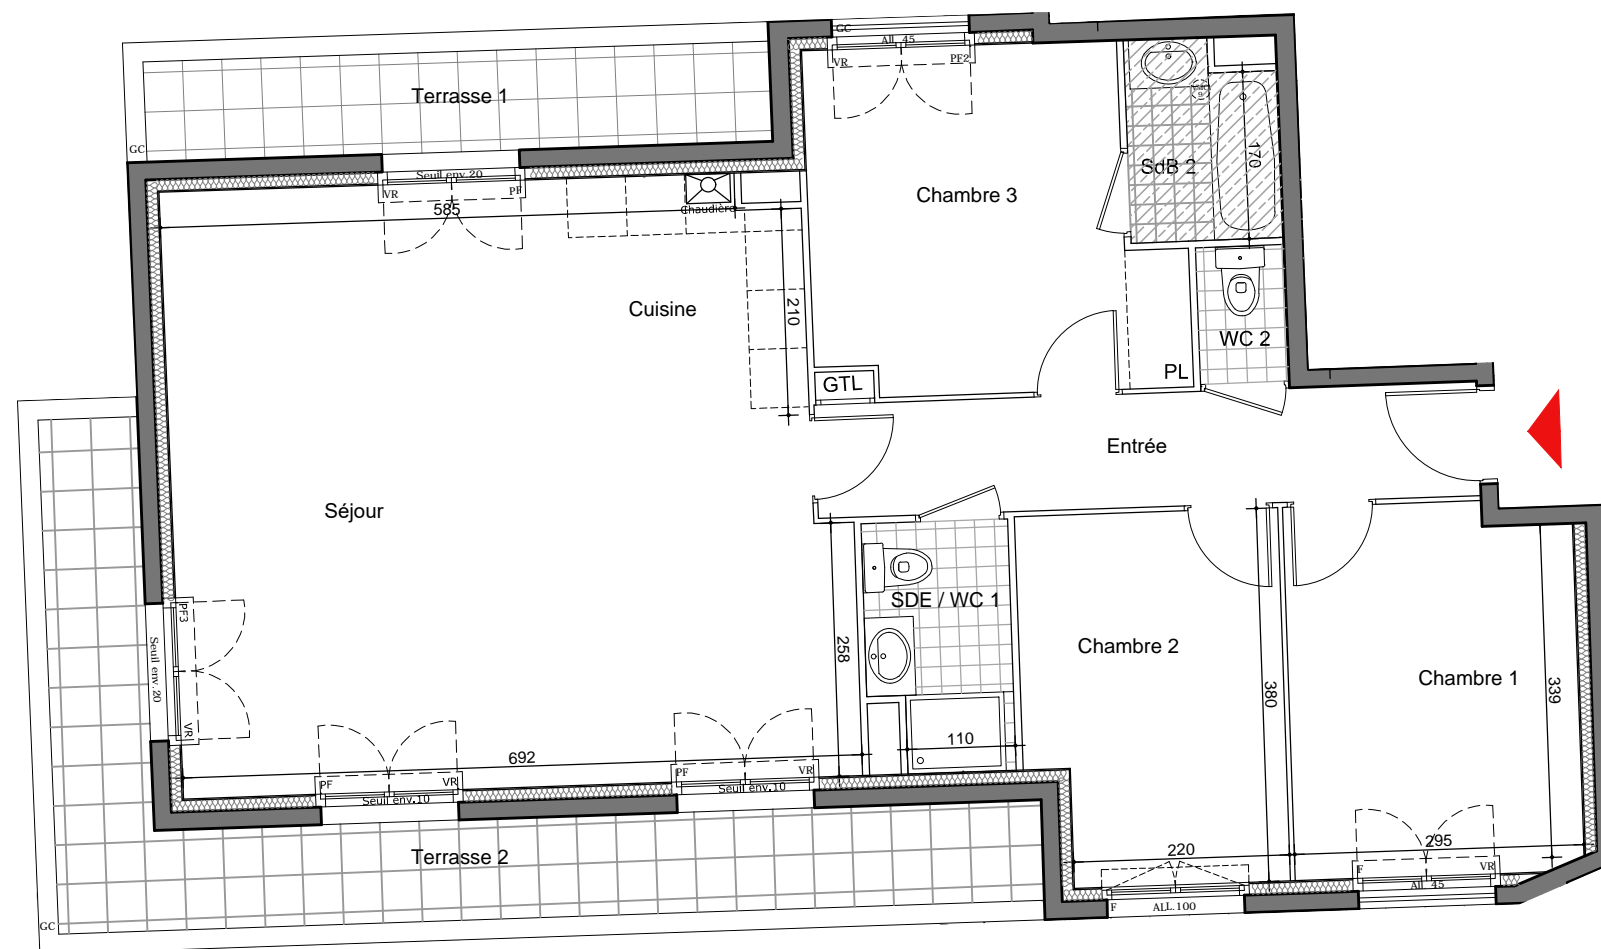 GC
All. 45
VR
PF2
Terrasse 1
GC
Seuil env.20
VR
PF
585
Chaudière
Chambre 3
SdB 2
170
Cuisine
210
WC 2
GTL
PL
Entrée
Séjour
SDE / WC 1
258
PF3
Seuil env.20
VR
Chambre 2
380
Chambre 1
339
692
110
PF
VR
Seuil env.10
PF
VR
Seuil env.10
Terrasse 2
220
295
F
VR
All. 45
F
ALL.100
GC